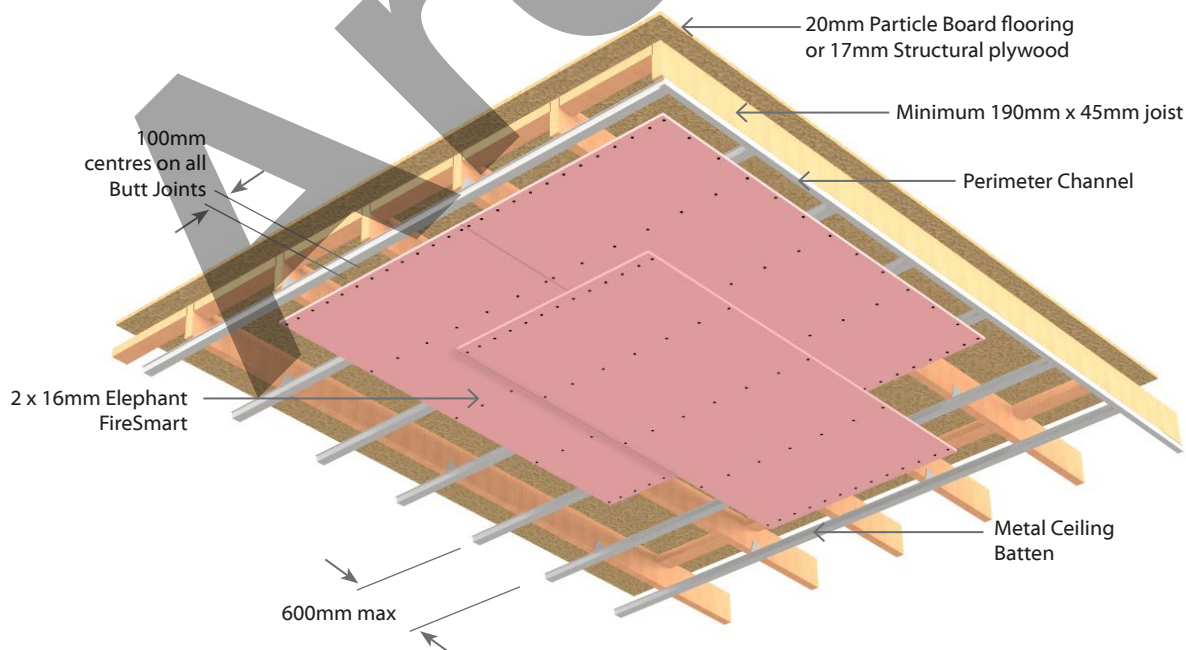 20mm Particle Board flooring
or 17mm Structural plywood
Minimum 190mm x 45mm joist
100mm
centres on all
Butt Joints
Perimeter Channel
2 x 16mm Elephant
FireSmart
Metal Ceiling
Batten
600mm max